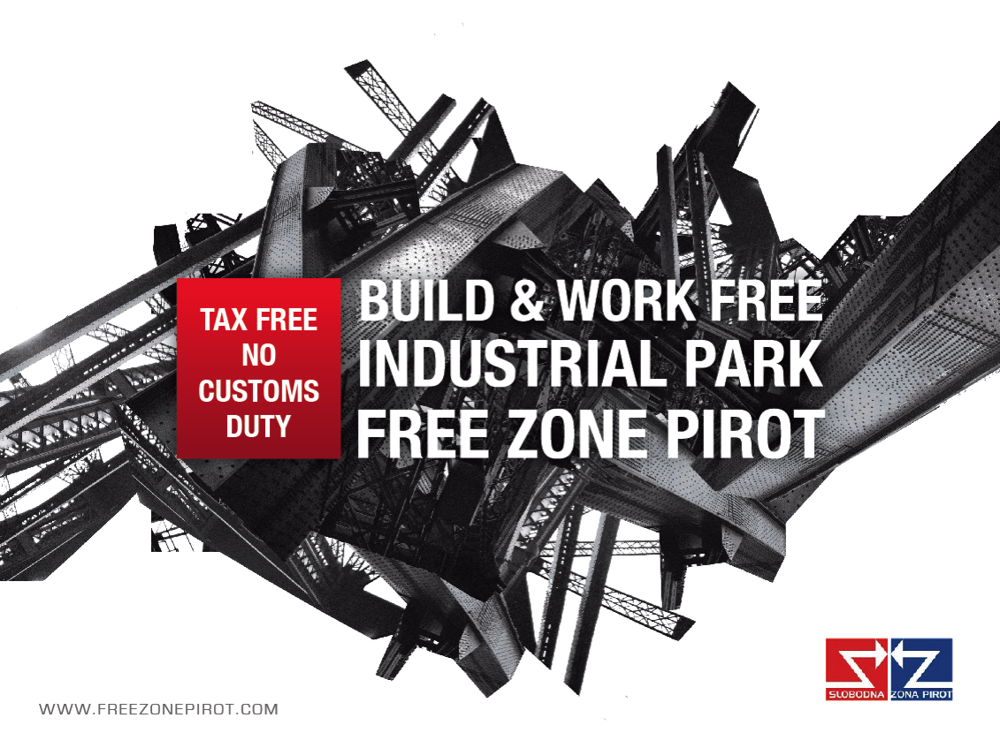 TAX FREE
NO
CUSTOMS
DUTY
BUILD & WORK FREE
INDUSTRIAL PARK
FREE ZONE PIROT
SLOBODNA ZONA PIROT
WWW.FREEZONEPIROT.COM